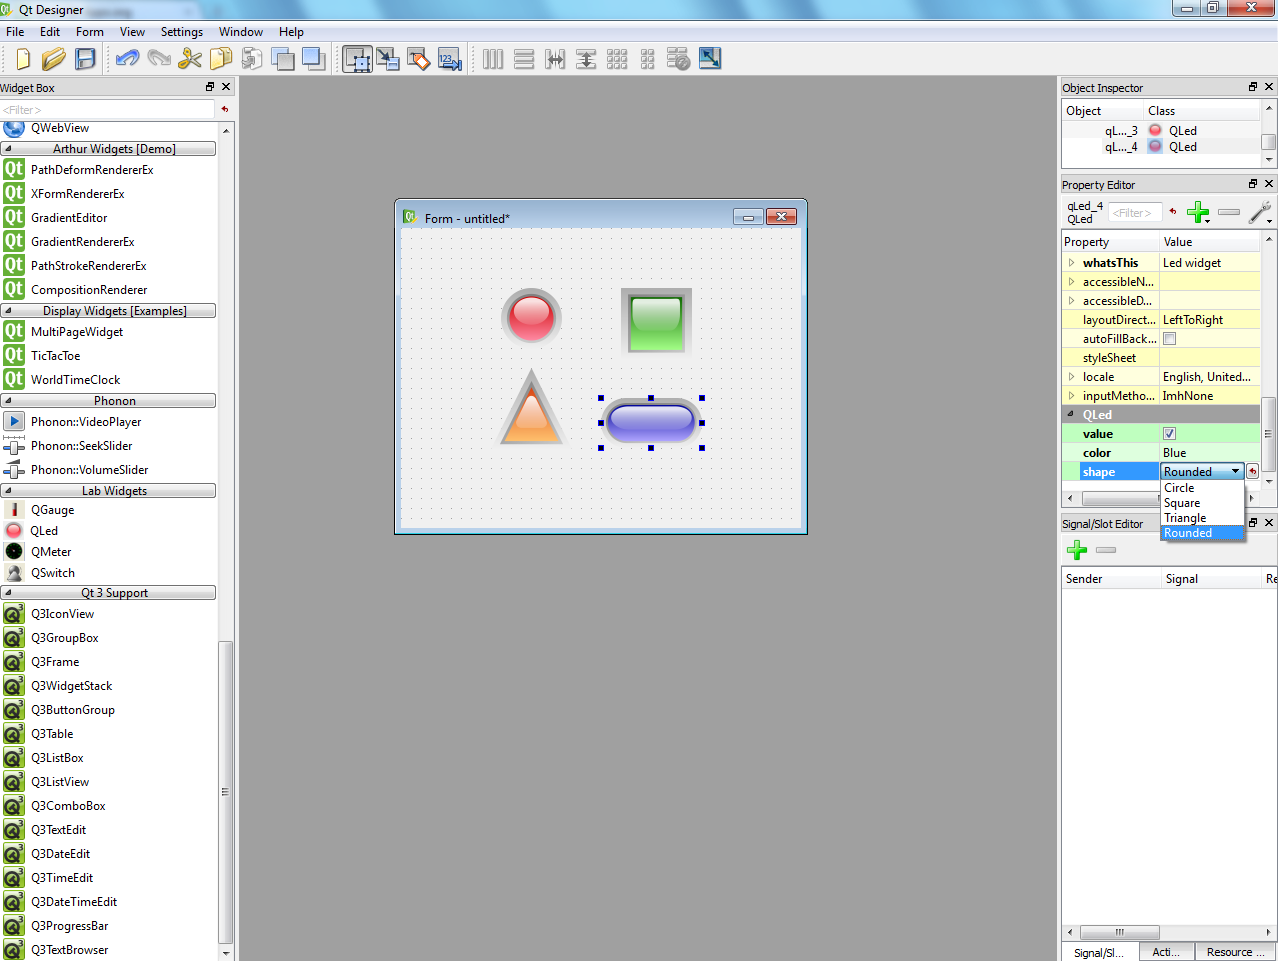 Qt Designer
File Edit Form View Settings Window Help
Widget Box
<Filter>
QWebView
Arthur Widgets [Demo]
PathDeformRendererEx
XFormRendererEx
GradientEditor
GradientRendererEx
PathStrokeRendererEx
CompositionRenderer
Display Widgets [Examples]
MultiPageWidget
TicTacToe
WorldTimeClock
Phonon
Phonon::VideoPlayer
Phonon::SeekSlider
Phonon::VolumeSlider
Lab Widgets
QGauge
QLed
QMeter
QSwitch
Qt 3 Support
Q3IconView
Q3GroupBox
Q3Frame
Q3WidgetStack
Q3ButtonGroup
Q3Table
Q3ListBox
Q3ListView
Q3ComboBox
Q3TextEdit
Q3DateEdit
Q3TimeEdit
Q3DateTimeEdit
Q3ProgressBar
Q3TextBrowser
Form - untitled*
Object Inspector
Object Class
qL..._3 QLed
qL..._4 QLed
Property Editor
qLed_4
QLed
<Filter>
Property Value
whatsThis Led widget
accessibleN...
accessibleD...
layoutDirect... LeftToRight
autoFillBack...
styleSheet
locale English, United...
inputMetho... ImhNone
QLed
value
color Blue
shape Rounded
Circle
Square
Triangle
Rounded
Signal/Slot Editor
Sender Signal Re
Signal/Sl... Acti... Resource ...